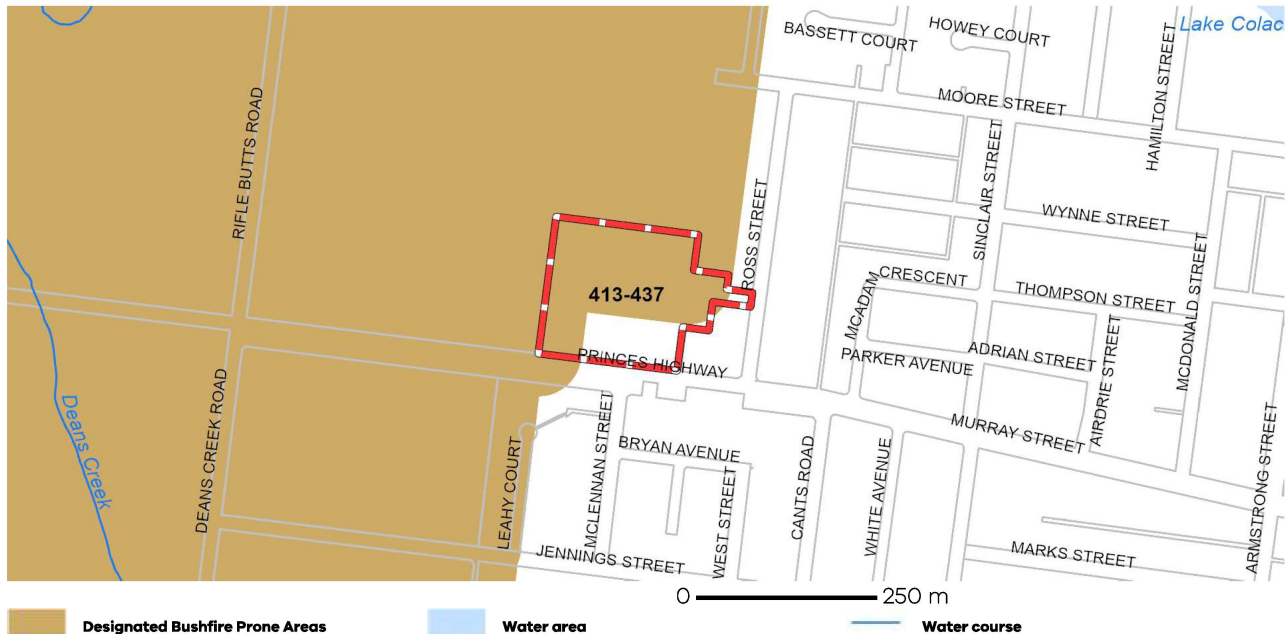 Lake Colac
HOWEY COURT
BASSETT COURT
MOORE STREET
HAMILTON STREET
RIFLE BUTTS ROAD
SINCLAIR STREET
WYNNE STREET
ROSS STREET
MCDONALD STREET
CRESCENT
MCADAM
THOMPSON STREET
413-437
PRINCES HIGHWAY
PARKER AVENUE
ADRIAN STREET
AIRDRIE STREET
Deans Creek
DEANS CREEK ROAD
LEAHY COURT
MCLENNAN STREET
BRYAN AVENUE
WEST STREET
CANTS ROAD
WHITE AVENUE
MURRAY STREET
ARMSTRONG STREET
JENNINGS STREET
MARKS STREET
0 250 m
Designated Bushfire Prone Areas
Water area
Water course